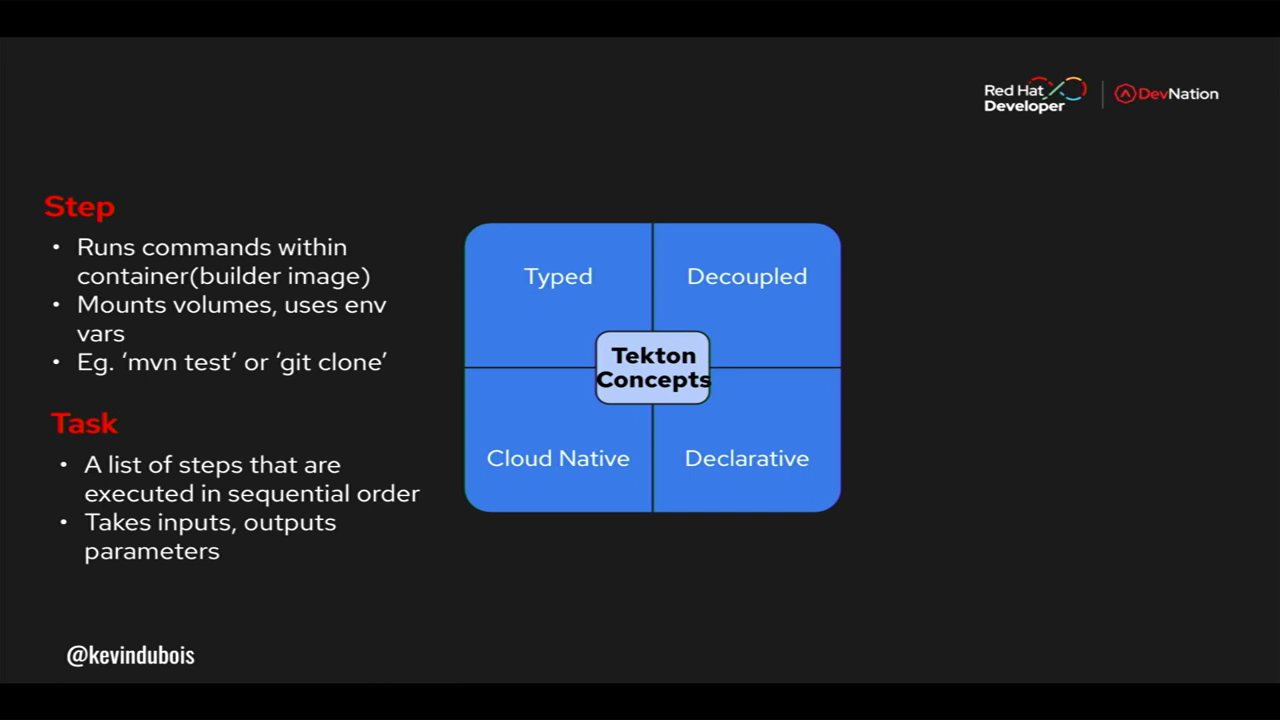 Red Hat
Developer
DevNation
Step
• Runs commands within
container(builder image)
• Mounts volumes, uses env
vars
• Eg. ‘mvn test’ or ‘git clone’
Task
• A list of steps that are
executed in sequential order
• Takes inputs, outputs
parameters
Typed
Decoupled
Tekton
Concepts
Cloud Native
Declarative
@kevindubois